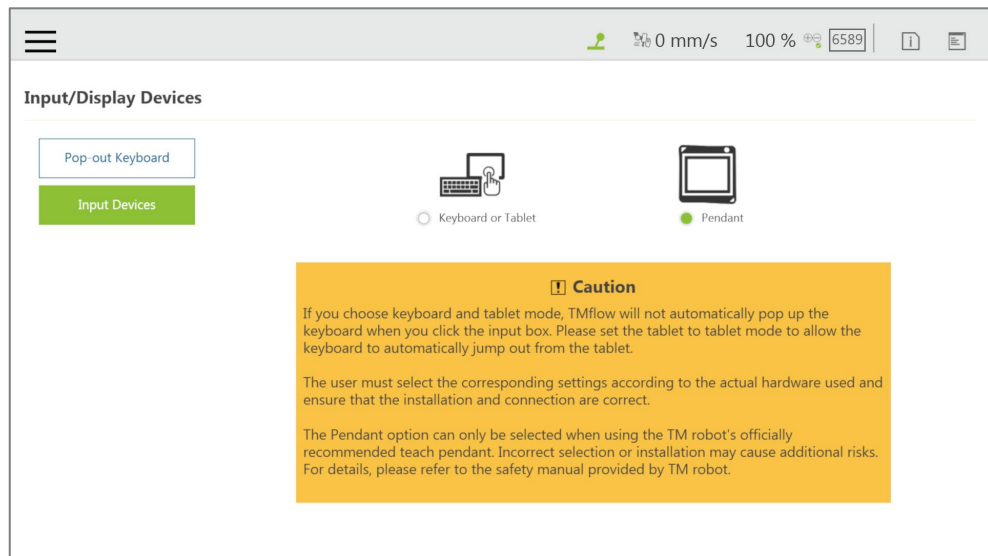 0 mm/s 100 % 6589
Input/Display Devices
Pop-out Keyboard
Input Devices
Keyboard or Tablet
Pendant
Caution
If you choose keyboard and tablet mode, TMflow will not automatically pop up the
keyboard when you click the input box. Please set the tablet to tablet mode to allow the
keyboard to automatically jump out from the tablet.
The user must select the corresponding settings according to the actual hardware used and
ensure that the installation and connection are correct.
The Pendant option can only be selected when using the TM robot's officially
recommended teach pendant. Incorrect selection or installation may cause additional risks.
For details, please refer to the safety manual provided by TM robot.